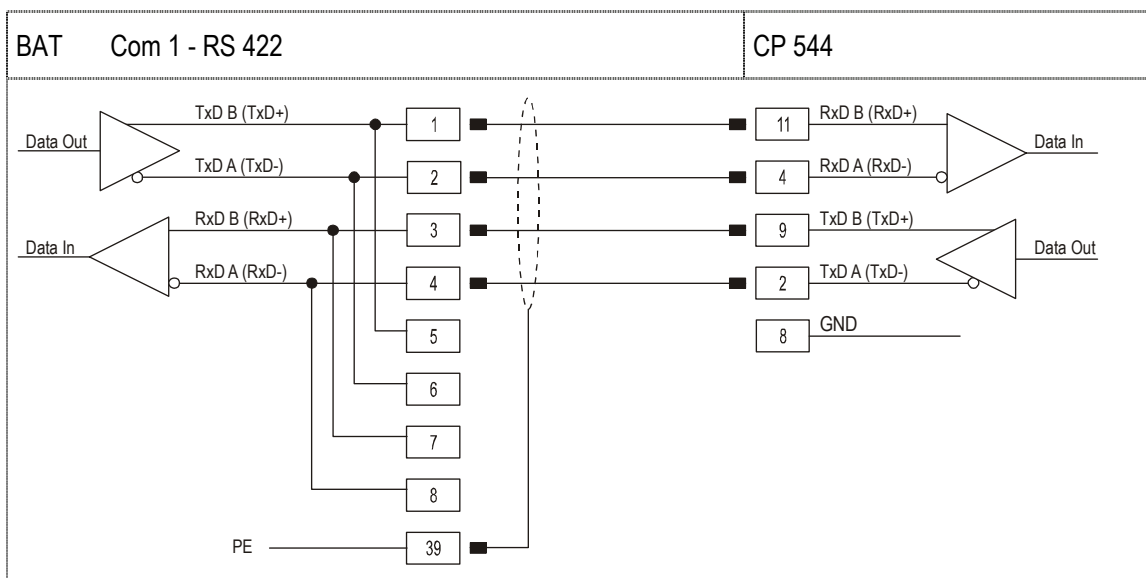 BAT Com 1 - RS 422 CP 544
TxD B (TxD+) 1 11 RxD B (RxD+)
Data Out Data In
TxD A (TxD-) 2 4 RxD A (RxD-)
RxD B (RxD+) 3 9 TxD B (TxD+)
Data In Data Out
RxD A (RxD-) 4 2 TxD A (TxD-)
5 8 GND
6
7
8
PE 39